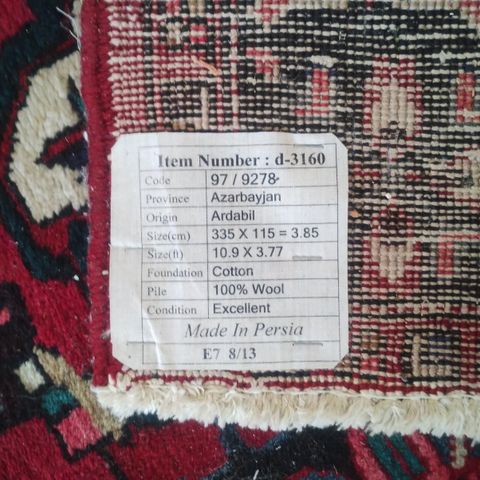 Item Number : d-3160
Code 97 / 9278
Province Azarbayjan
Origin Ardabil
Size(cm) 335 X 115 = 3.85
Size(ft) 10.9 X 3.77
Foundation Cotton
Pile 100% Wool
Condition Excellent
Made In Persia
E7 8/13